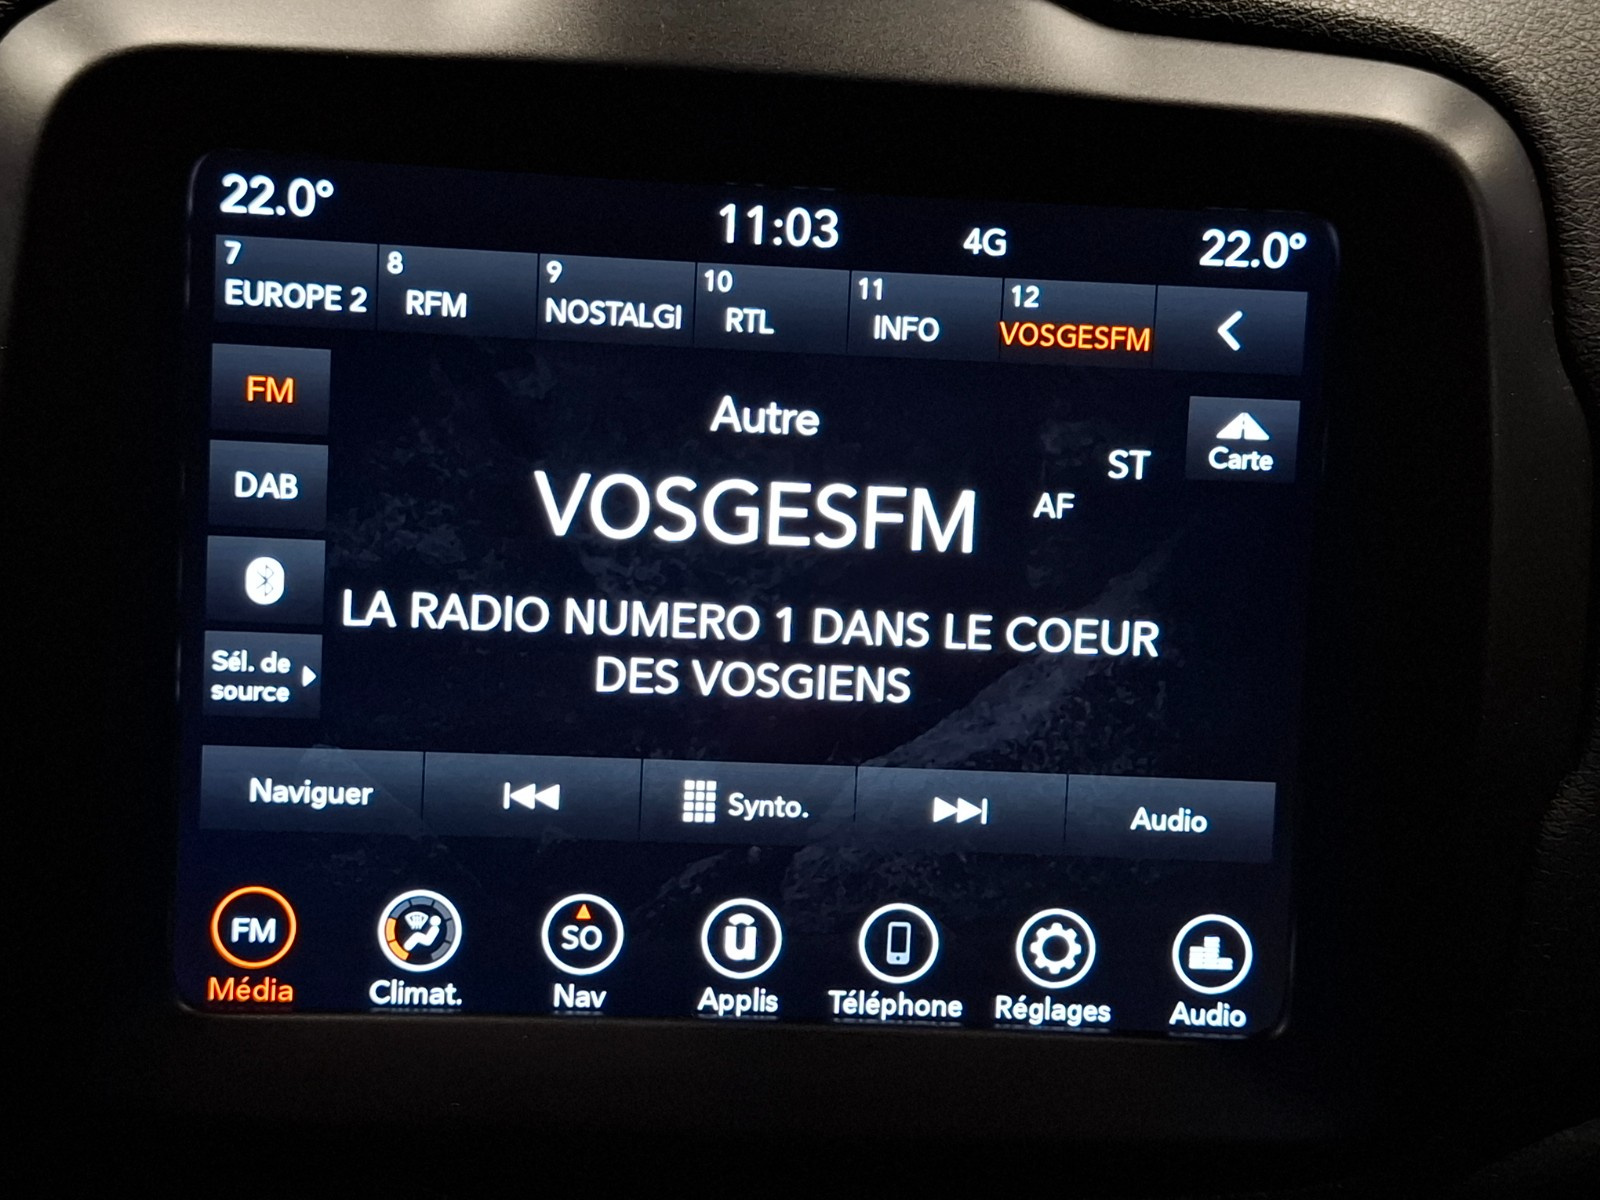 22.0° 11:03 4G 22.0°
7 8 9 10 11 12
EUROPE 2 RFM NOSTALGI RTL INFO VOSGESFM
FM
Autre
Carte
ST
DAB
VOSGESFM
AF
LA RADIO NUMERO 1 DANS LE COEUR
DES VOSGIENS
Sél. de
source
Naviguer Synto. Audio
FM SO û
Média Climat. Nav Applis Téléphone Réglages Audio